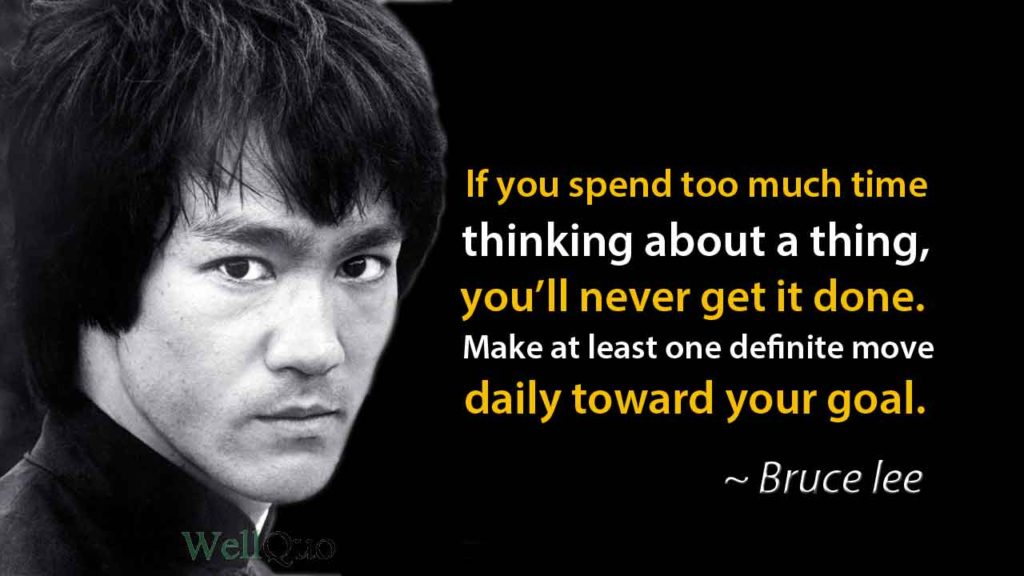 If you spend too much time
thinking about a thing,
you’ll never get it done.
Make at least one definite move
daily toward your goal.
~ Bruce lee
WellQuo